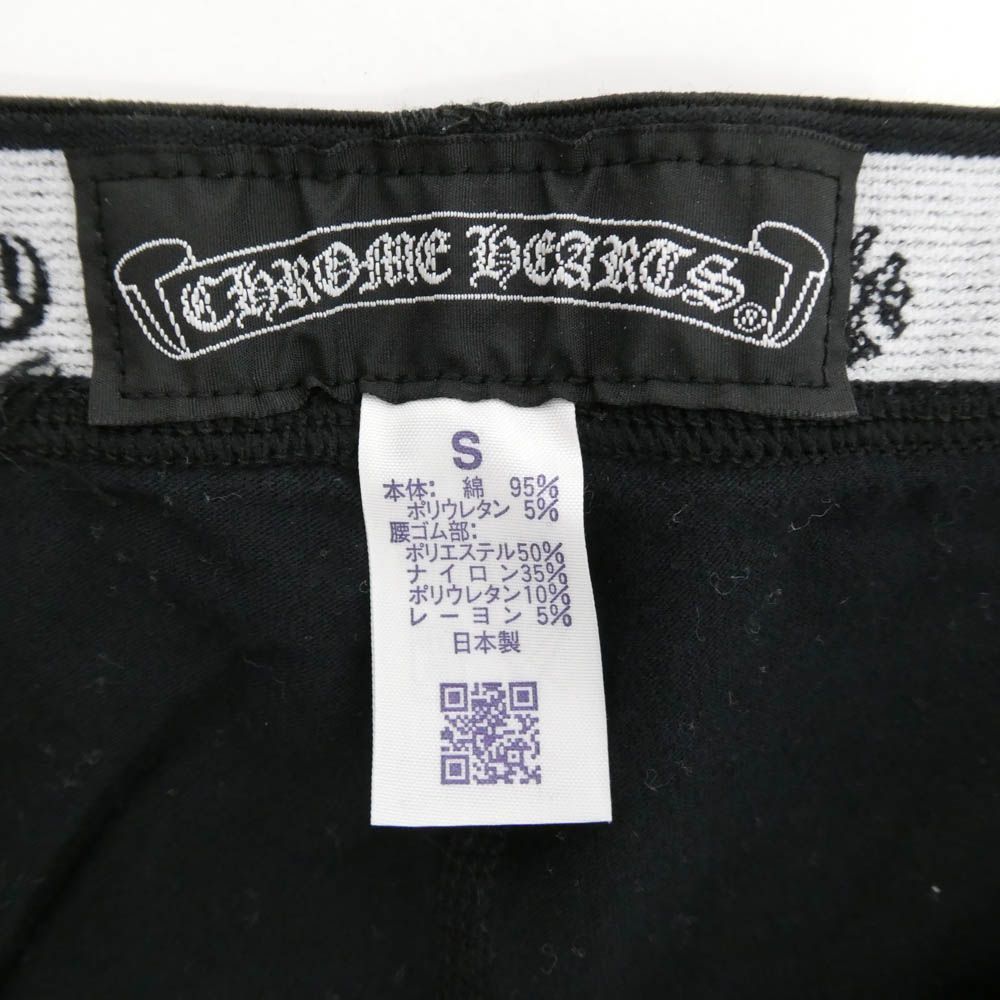 CHROME HEARTS®
S
本体: 綿 95%
ポリウレタン 5%
腰ゴム部:
ポリエステル50%
ナイロン35%
ポリウレタン10%
レーヨン 5%
日本製